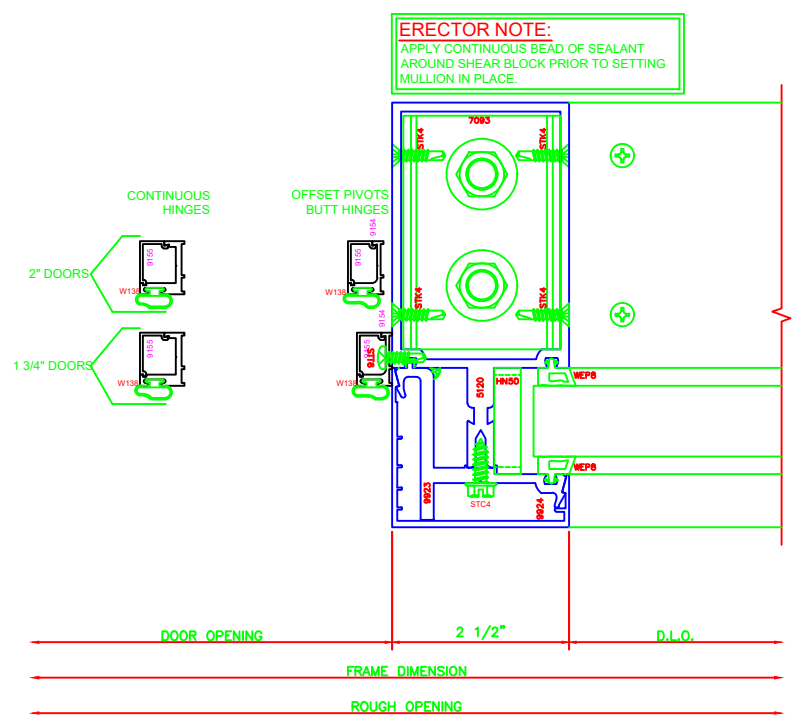 ERECTOR NOTE:
APPLY CONTINUOUS BEAD OF SEALANT
AROUND SHEAR BLOCK PRIOR TO SETTING
MULLION IN PLACE.
7093
STK4
STK4
CONTINUOUS
HINGES
OFFSET PIVOTS
BUTT HINGES
9154
9155
9155
2" DOORS
W138
W138
STK4
STK4
9154
1 3/4" DOORS
9155
9155
STT6
W138
W138
5120
HN50
WEP8
WEP8
9923
STC4
9924
DOOR OPENING
2 1/2"
D.L.O.
FRAME DIMENSION
ROUGH OPENING